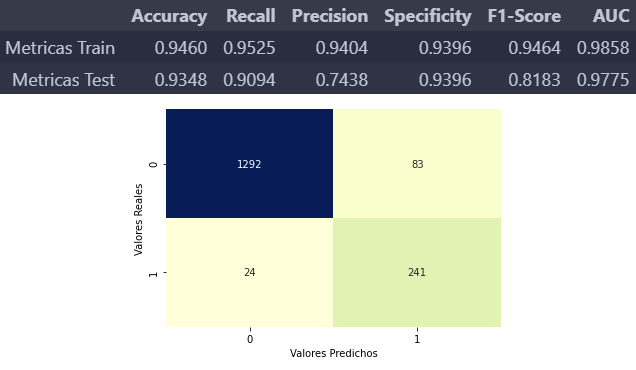 Accuracy Recall Precision Specificity F1-Score AUC
Metricas Train 0.9460 0.9525 0.9404 0.9396 0.9464 0.9858
Metricas Test 0.9348 0.9094 0.7438 0.9396 0.8183 0.9775
Valores Reales
0
1292 83
1
24 241
0 1
Valores Predichos